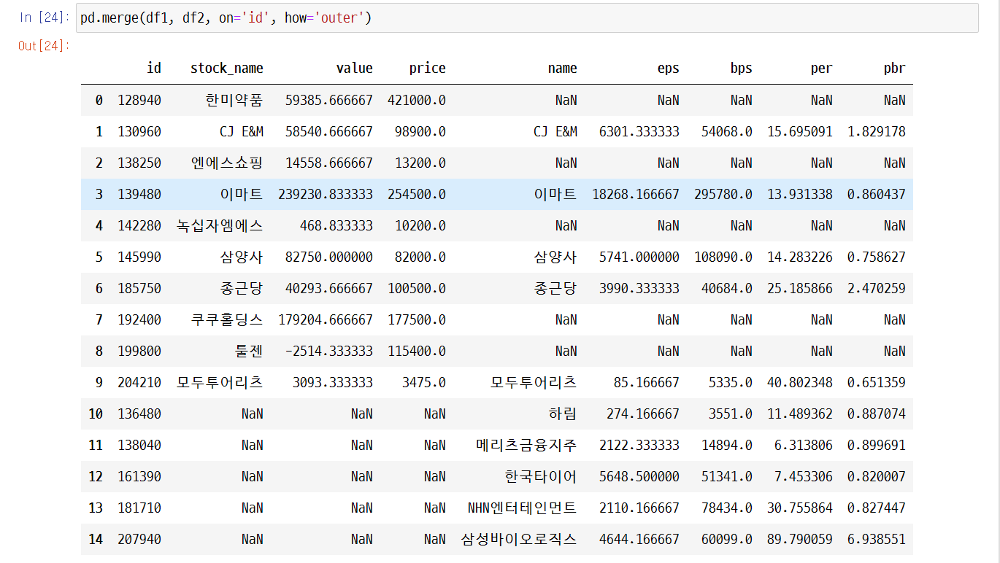 In [24]: pd.merge(df1, df2, on='id', how='outer')
Out[24]:
id stock_name value price name eps bps per pbr
0 128940 한미약품 59385.666667 421000.0 NaN NaN NaN NaN NaN
1 130960 CJ E&M 58540.666667 98900.0 CJ E&M 6301.333333 54068.0 15.695091 1.829178
2 138250 엔에스쇼핑 14558.666667 13200.0 NaN NaN NaN NaN NaN
3 139480 이마트 239230.833333 254500.0 이마트 18268.166667 295780.0 13.931338 0.860437
4 142280 녹십자엠에스 468.833333 10200.0 NaN NaN NaN NaN NaN
5 145990 삼양사 82750.000000 82000.0 삼양사 5741.000000 108090.0 14.283226 0.758627
6 185750 종근당 40293.666667 100500.0 종근당 3990.333333 40684.0 25.185866 2.470259
7 192400 쿠쿠홀딩스 179204.666667 177500.0 NaN NaN NaN NaN NaN
8 199800 툴젠 -2514.333333 115400.0 NaN NaN NaN NaN NaN
9 204210 모두투어리츠 3093.333333 3475.0 모두투어리츠 85.166667 5335.0 40.802348 0.651359
10 136480 NaN NaN NaN 하림 274.166667 3551.0 11.489362 0.887074
11 138040 NaN NaN NaN 메리츠금융지주 2122.333333 14894.0 6.313806 0.899691
12 161390 NaN NaN NaN 한국타이어 5648.500000 51341.0 7.453306 0.820007
13 181710 NaN NaN NaN NHN엔터테인먼트 2110.166667 78434.0 30.755864 0.827447
14 207940 NaN NaN NaN 삼성바이오로직스 4644.166667 60099.0 89.790059 6.938551